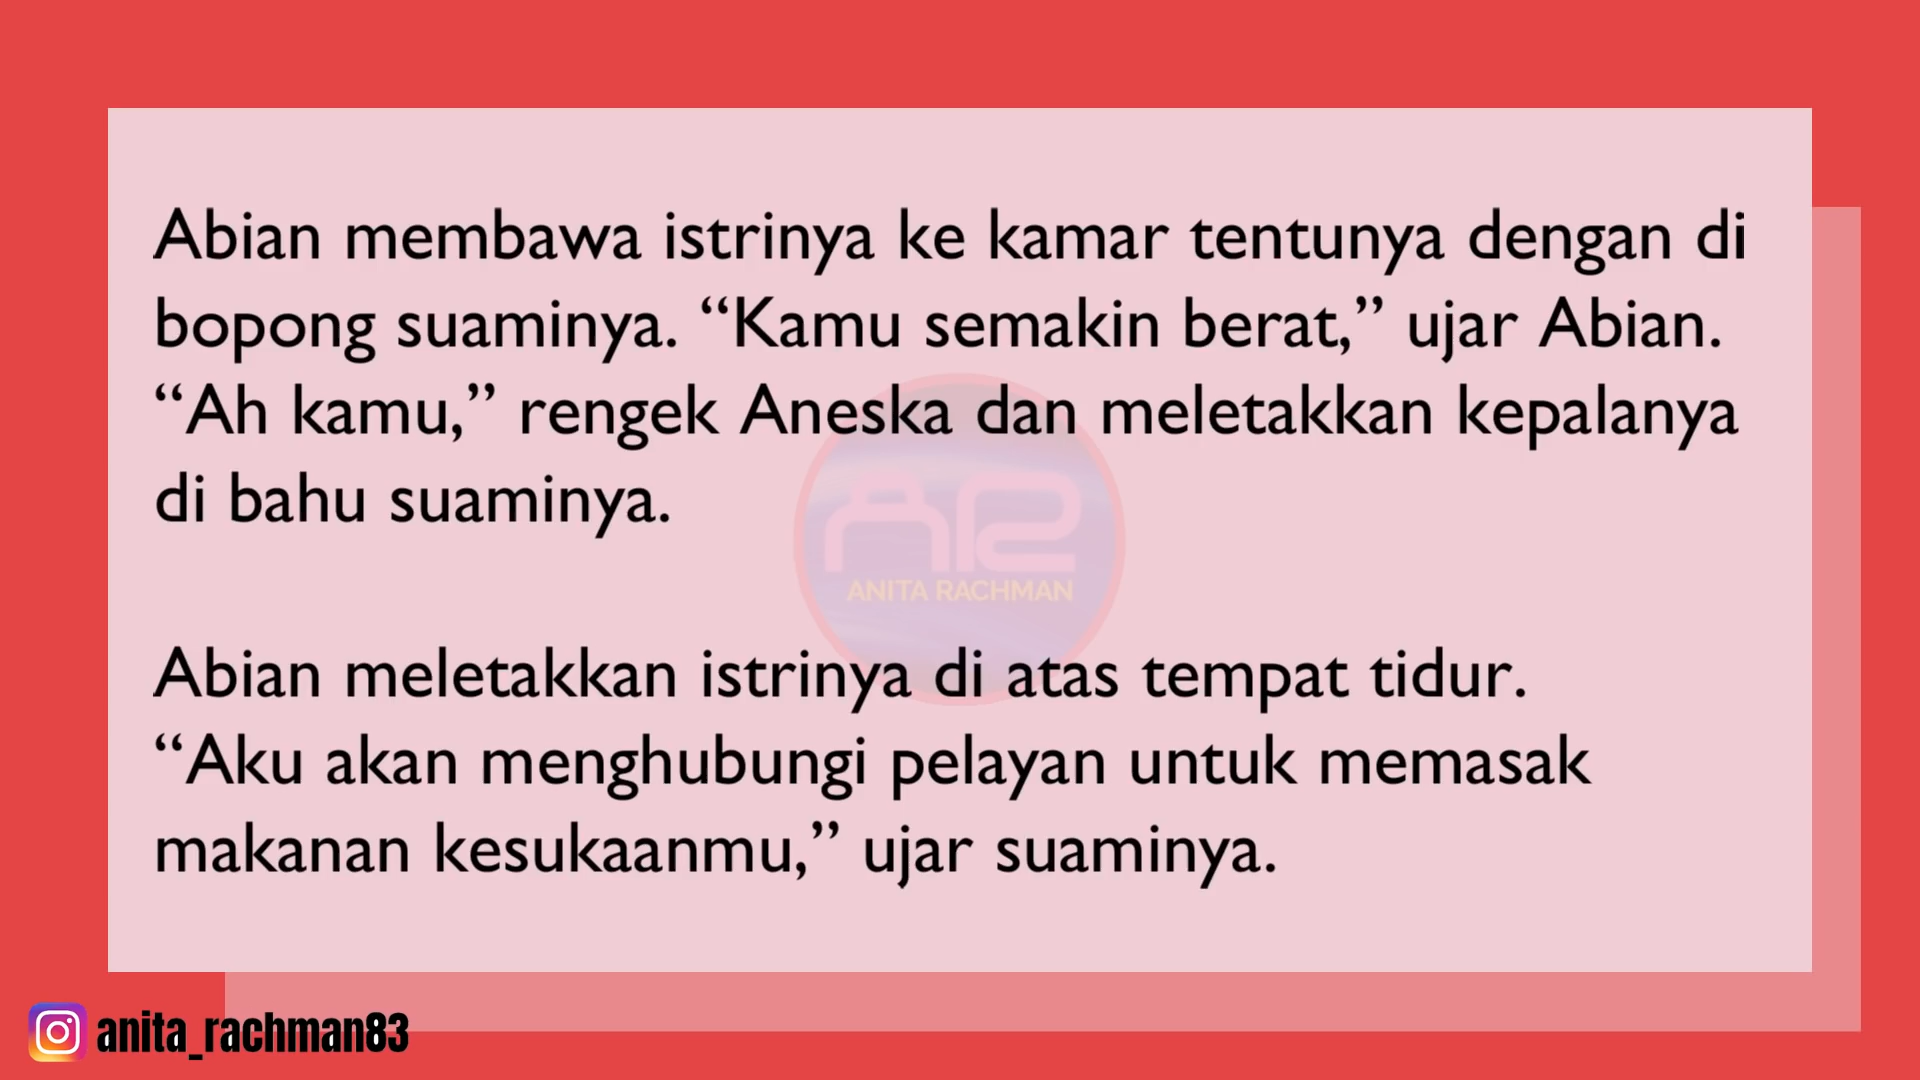 Abian membawa istrinya ke kamar tentunya dengan di
bopong suaminya. “Kamu semakin berat,” ujar Abian.
“Ah kamu,” rengek Aneska dan meletakkan kepalanya
di bahu suaminya.
AR
ANITA RACHMAN
Abian meletakkan istrinya di atas tempat tidur.
“Aku akan menghubungi pelayan untuk memasak
makanan kesukaanmu,” ujar suaminya.
anita_rachman83